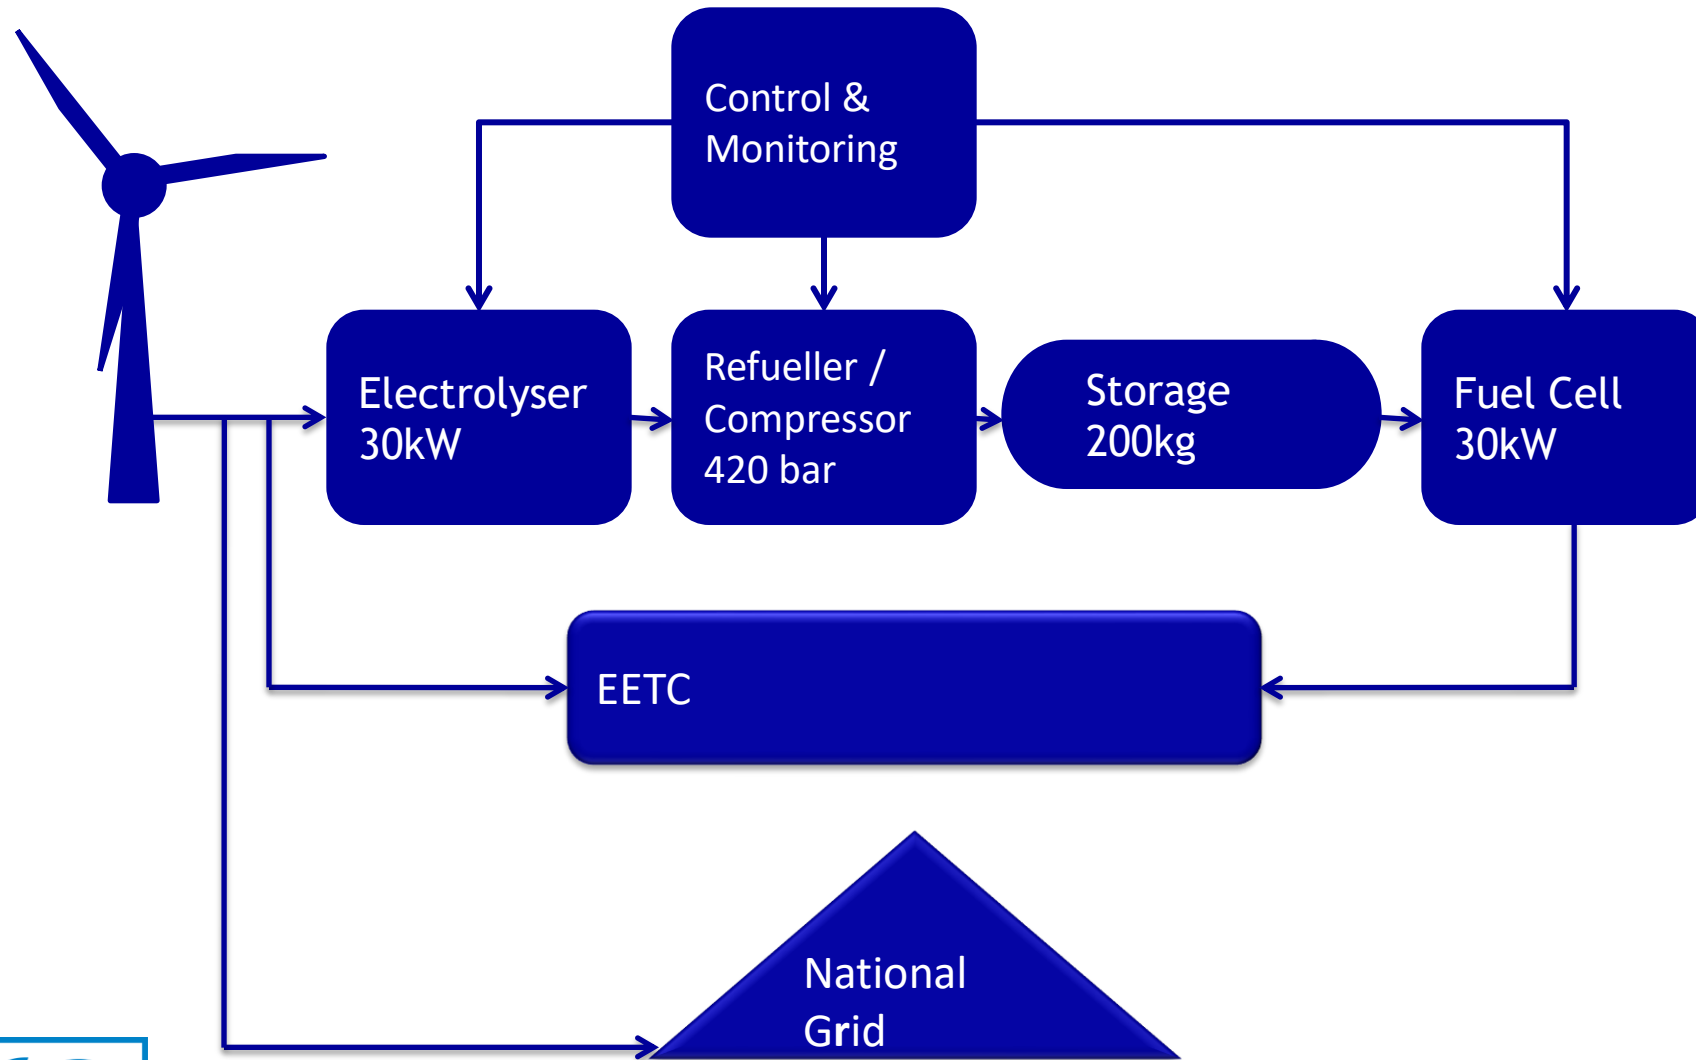 Control &
Monitoring
Electrolyser
30kW
Refueller /
Compressor
420 bar
Storage
200kg
Fuel Cell
30kW
EETC
National
Grid